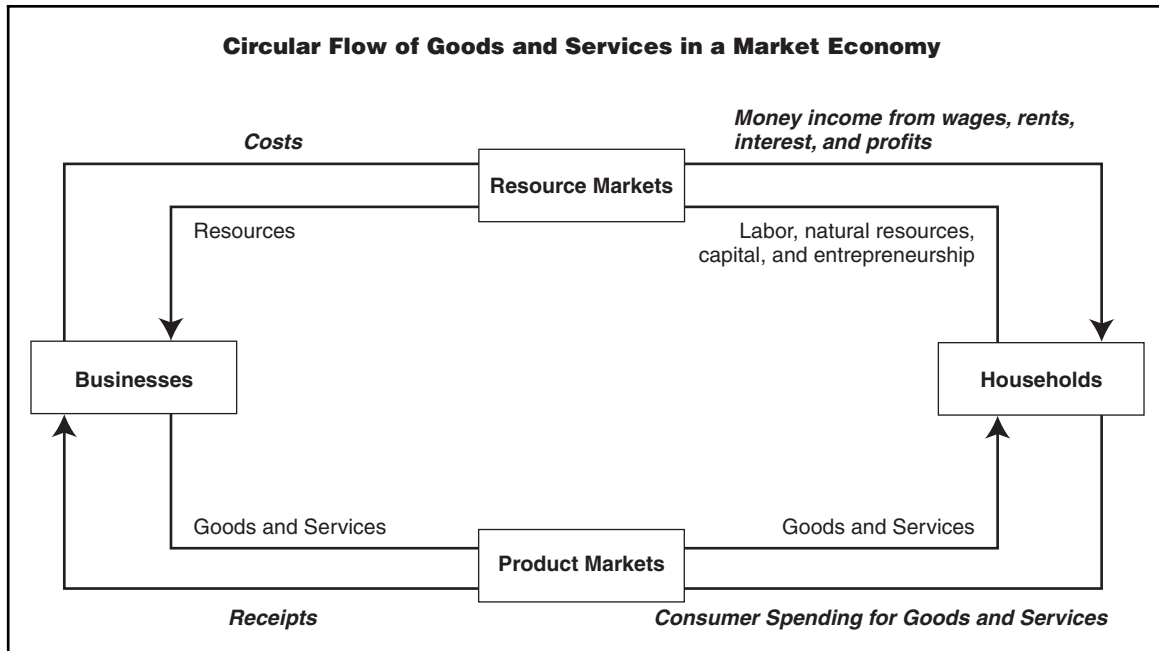 Circular Flow of Goods and Services in a Market Economy
Costs
Money income from wages, rents,
interest, and profits
Resource Markets
Resources
Labor, natural resources,
capital, and entrepreneurship
Businesses
Households
Goods and Services
Goods and Services
Product Markets
Receipts
Consumer Spending for Goods and Services